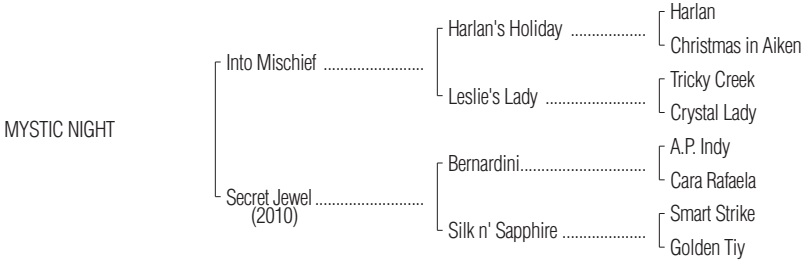 Harlan
Harlan's Holiday ..................
Christmas in Aiken
Into Mischief ........................
Tricky Creek
Leslie's Lady ........................
Crystal Lady
MYSTIC NIGHT
A.P. Indy
Bernardini..............................
Cara Rafaela
Secret Jewel ..........................
(2010)
Smart Strike
Silk n' Sapphire ....................
Golden Tiy